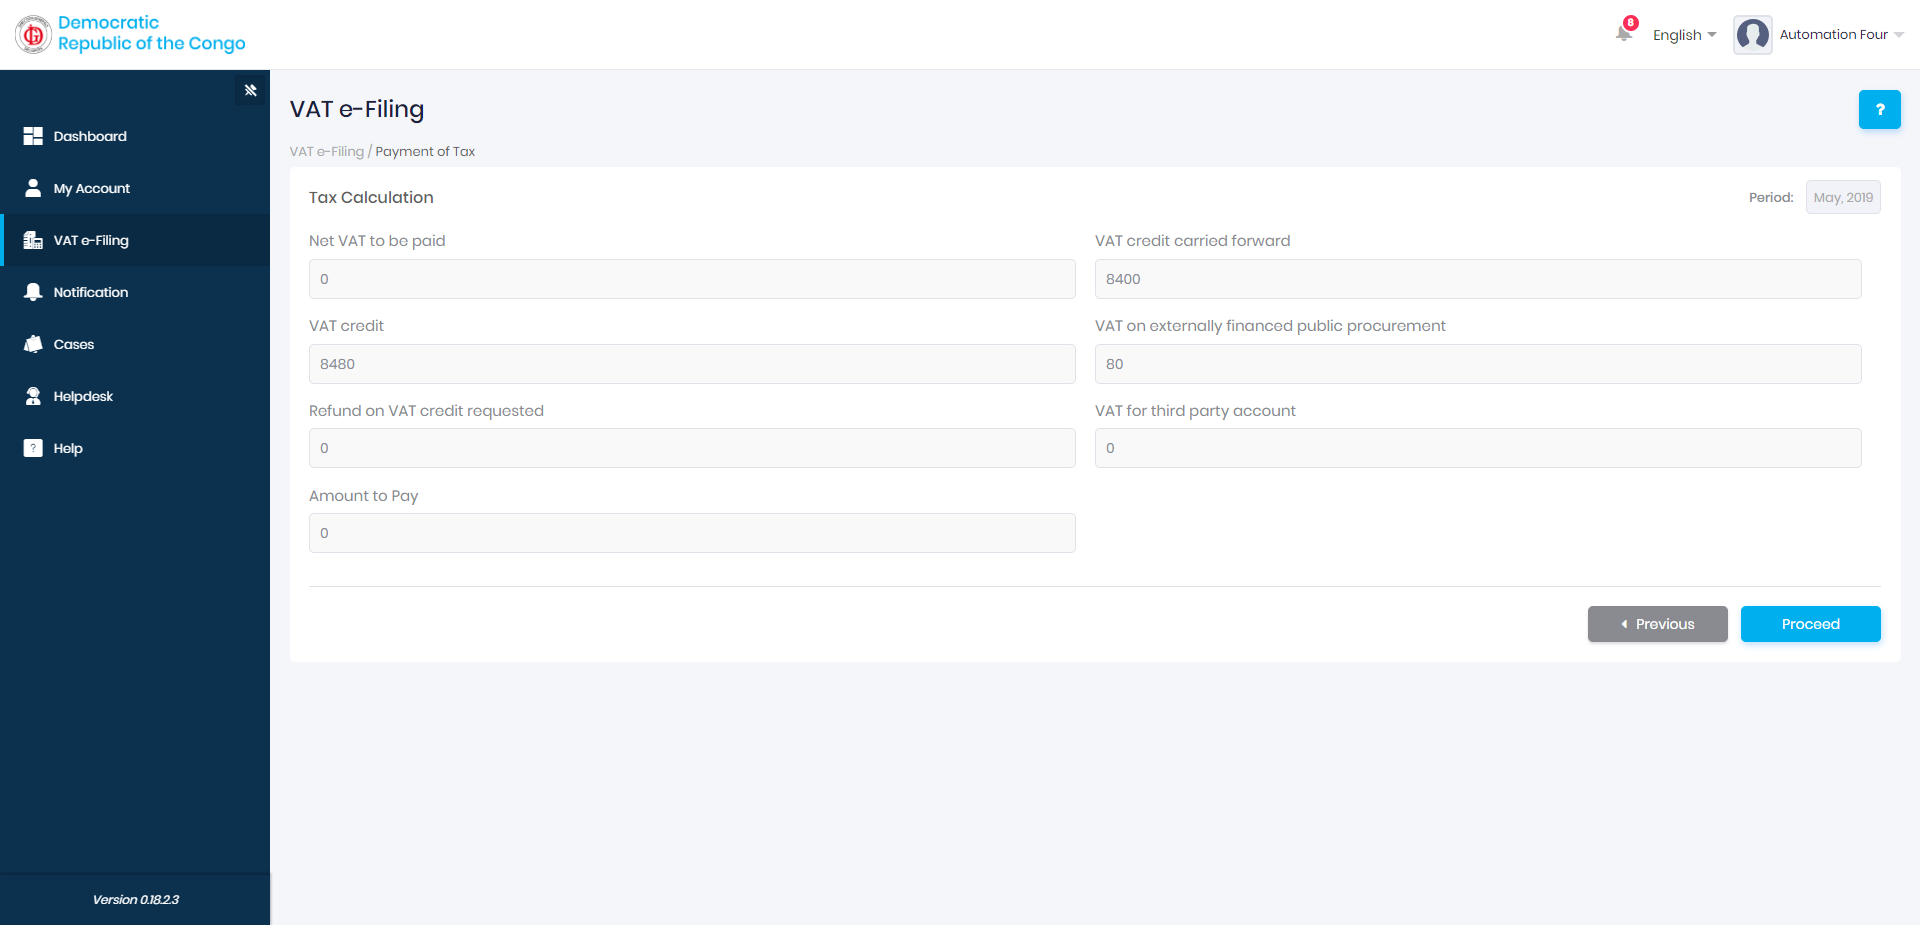 Democratic
Republic of the Congo
8
English
Automation Four
Dashboard
My Account
VAT e-Filing
Notification
Cases
Helpdesk
? Help
Version 0.18.2.3
VAT e-Filing
?
VAT e-Filing / Payment of Tax
Tax Calculation
Period: May, 2019
Net VAT to be paid
0
VAT credit carried forward
8400
VAT credit
8480
VAT on externally financed public procurement
80
Refund on VAT credit requested
0
VAT for third party account
0
Amount to Pay
0
Previous
Proceed